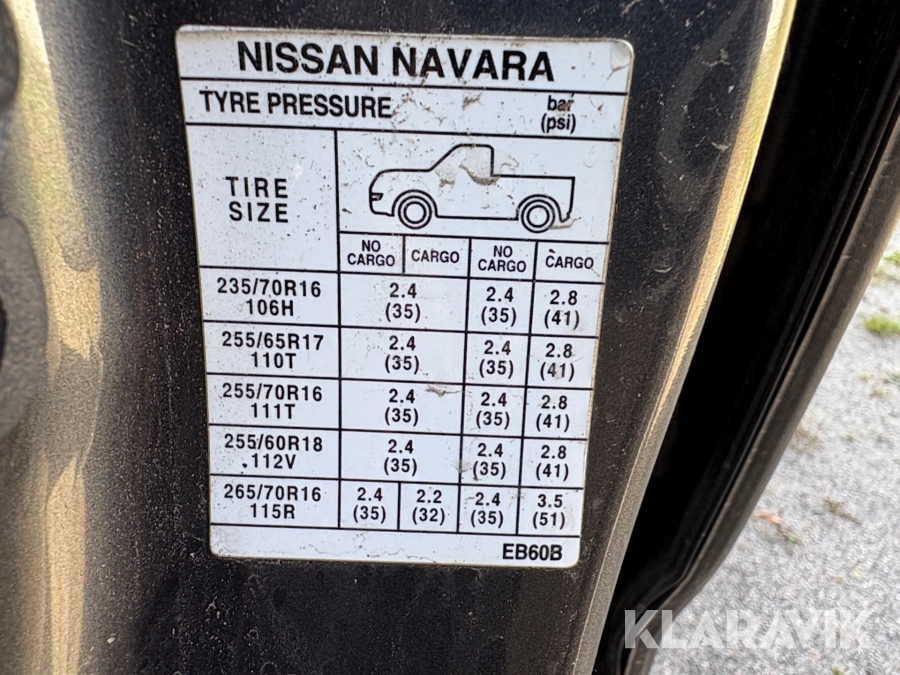 NISSAN NAVARA
TYRE PRESSURE bar
(psi)
TIRE
SIZE
NO
CARGO CARGO NO
CARGO CARGO
235/70R16
106H 2.4
(35) 2.4
(35) 2.8
(41)
255/65R17
110T 2.4
(35) 2.4
(35) 2.8
(41)
255/70R16
111T 2.4
(35) 2.4
(35) 2.8
(41)
255/60R18
112V 2.4
(35) 2.4
(35) 2.8
(41)
265/70R16
115R 2.4
(35) 2.2
(32) 2.4
(35) 3.5
(51)
EB60B
KLARAVIK